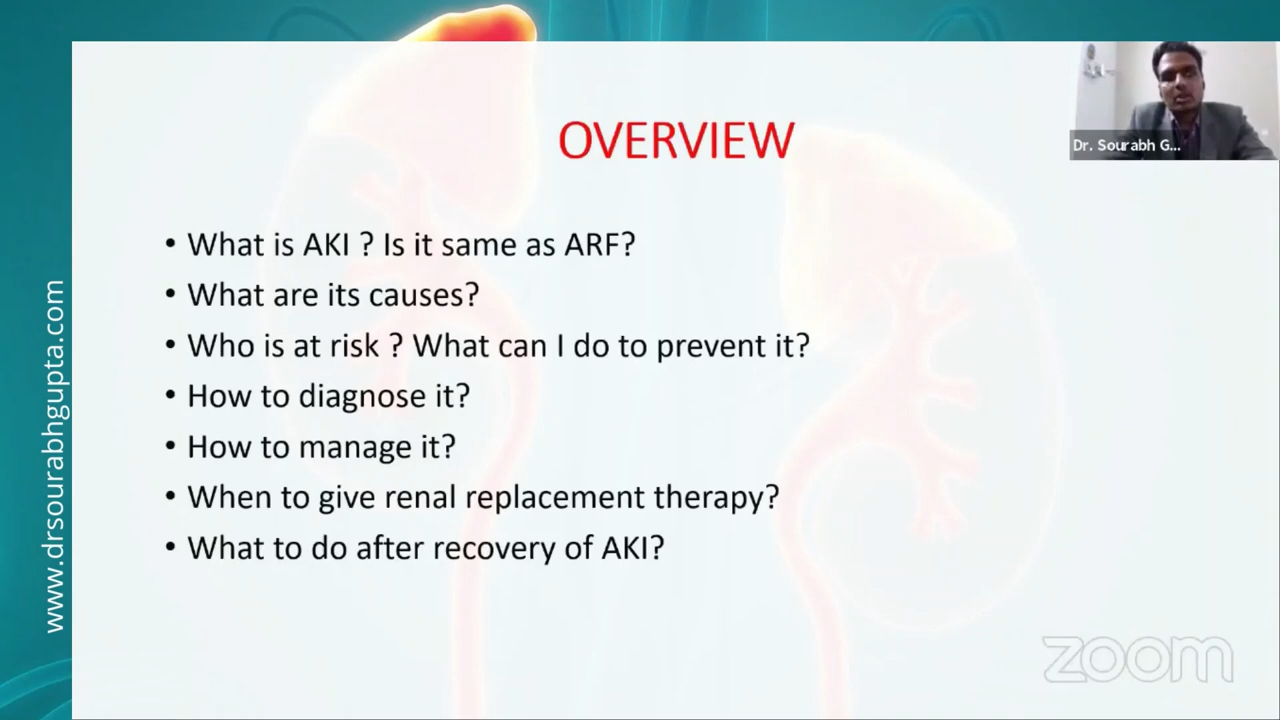 OVERVIEW
Dr. Sourabh G...
• What is AKI ? Is it same as ARF?
• What are its causes?
• Who is at risk ? What can I do to prevent it?
• How to diagnose it?
• How to manage it?
• When to give renal replacement therapy?
• What to do after recovery of AKI?
www.drsourabhgupta.com
zoom